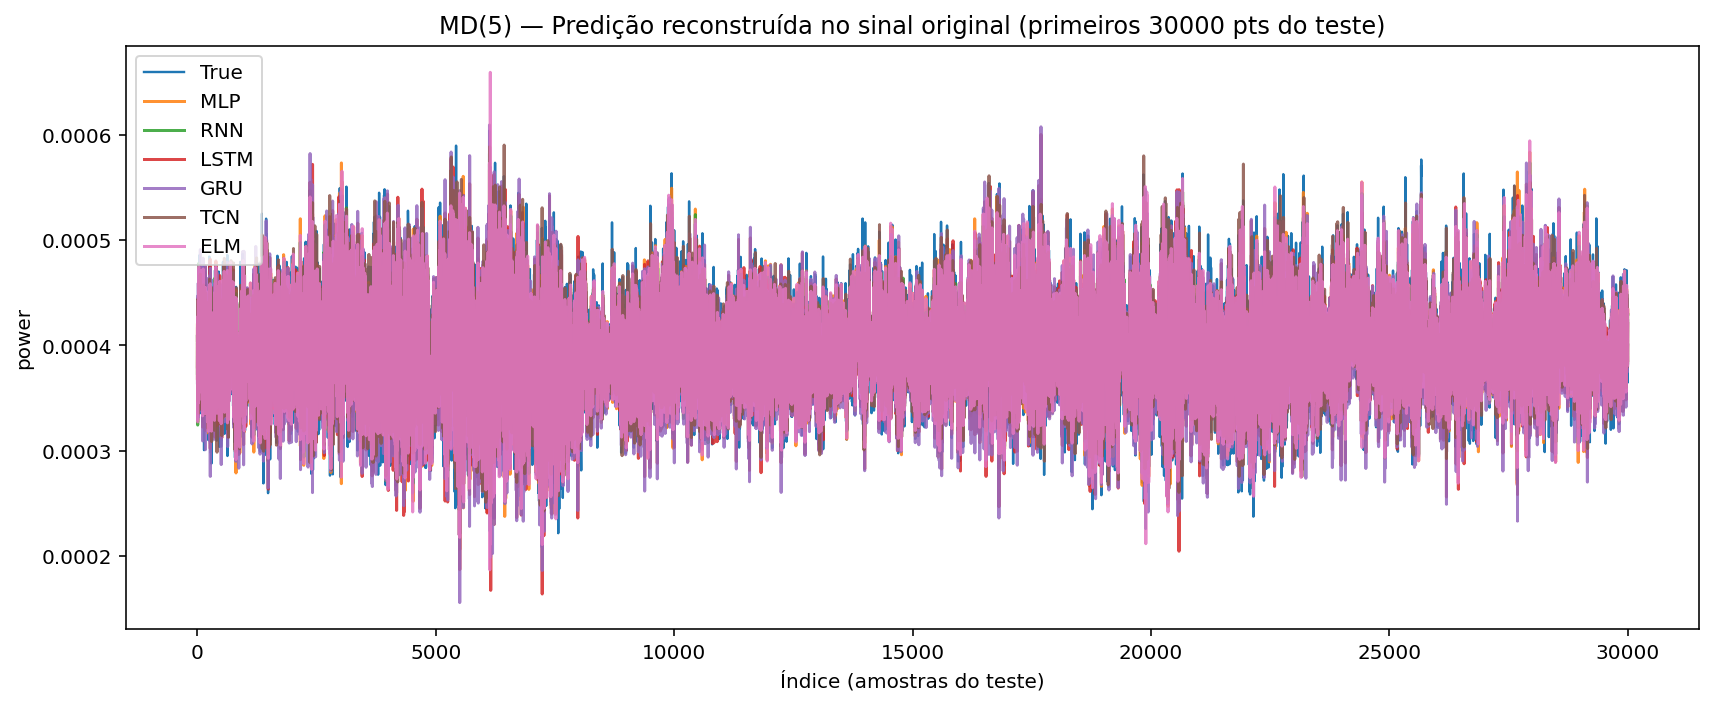 MD(5) — Predição reconstruída no sinal original (primeiros 30000 pts do teste)
True
MLP
RNN
LSTM
GRU
TCN
ELM
power
0.0006
0.0005
0.0004
0.0003
0.0002
0
5000
10000
15000
20000
25000
30000
Índice (amostras do teste)